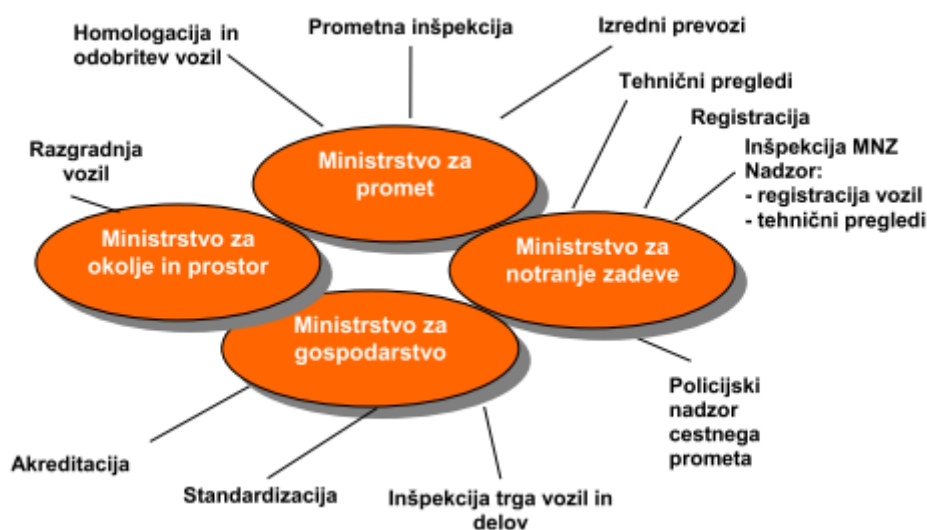 Homologacija in
odobritev vozil
Prometna inšpekcija
Izredni prevozi
Tehnični pregledi
Registracija
Inšpekcija MNZ
Nadzor:
- registracija vozil
- tehnični pregledi
Razgradnja
vozil
Ministrstvo za
promet
Ministrstvo za
okolje in prostor
Ministrstvo za
notranje zadeve
Ministrstvo za
gospodarstvo
Policijski
nadzor
cestnega
prometa
Akreditacija
Standardizacija
Inšpekcija trga vozil in
delov